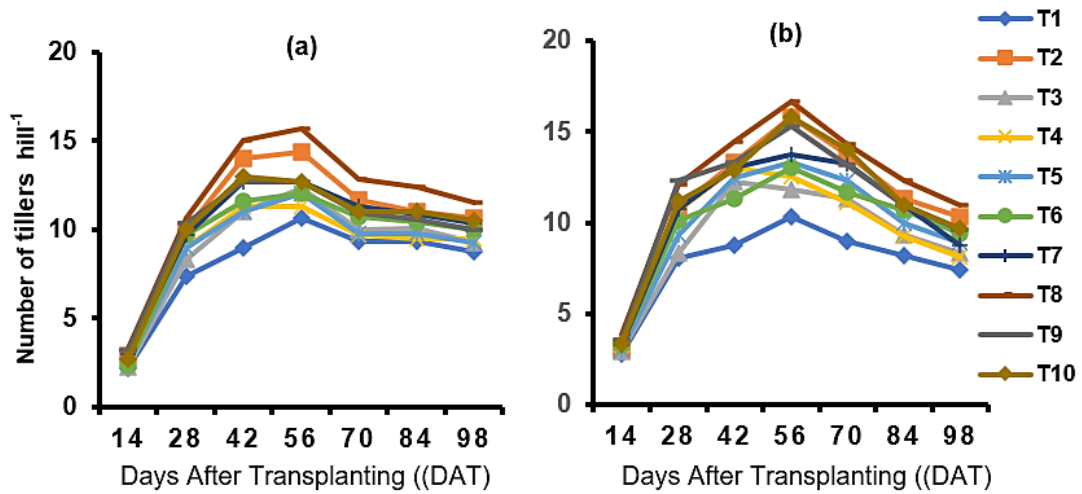 (a)
(b)
Number of tillers hill-1
20
15
10
5
0
14 28 42 56 70 84 98
Days After Transplanting ((DAT)
20
15
10
5
0
14 28 42 56 70 84 98
Days After Transplanting ((DAT)
T1
T2
T3
T4
T5
T6
T7
T8
T9
T10